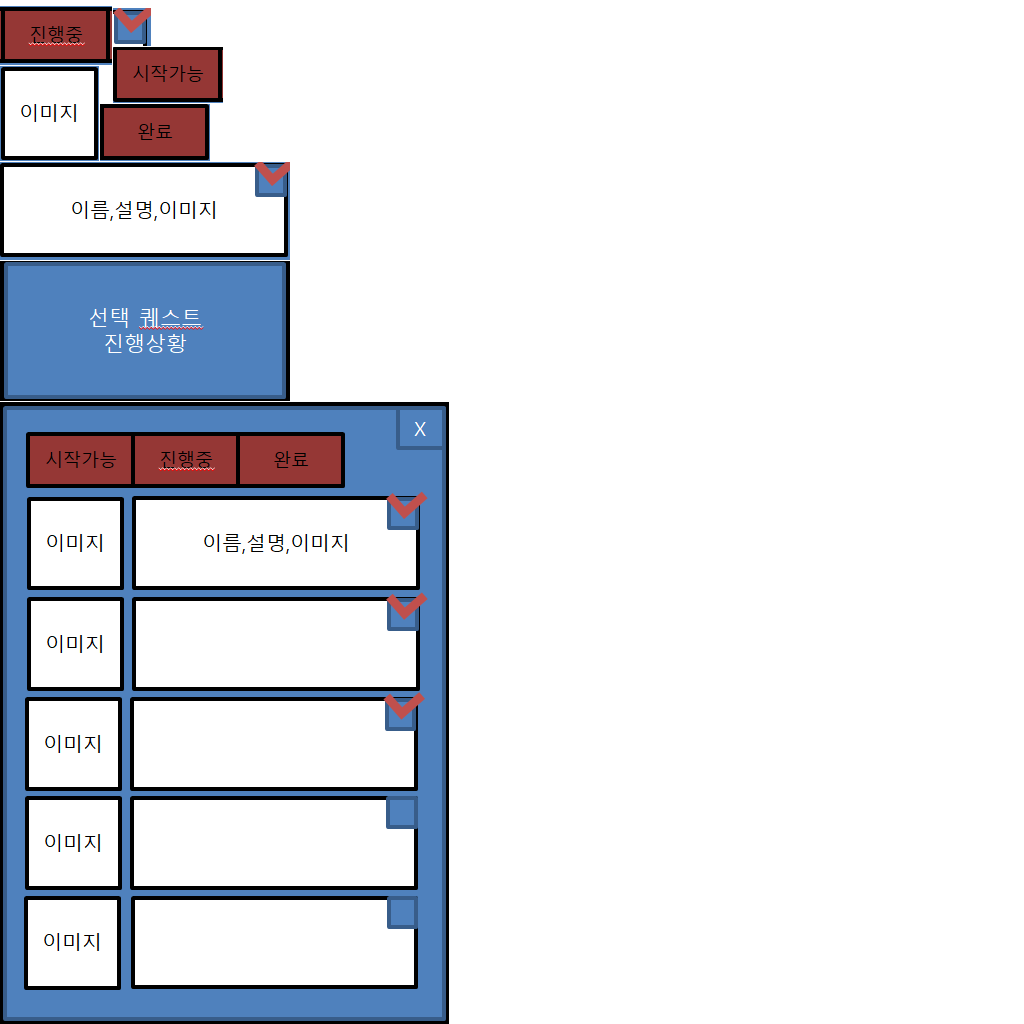 진행중
시작가능
이미지
완료
이름,설명,이미지
선택 퀘스트
진행상황
X
시작가능 진행중 완료
이미지 이름,설명,이미지
이미지
이미지
이미지
이미지